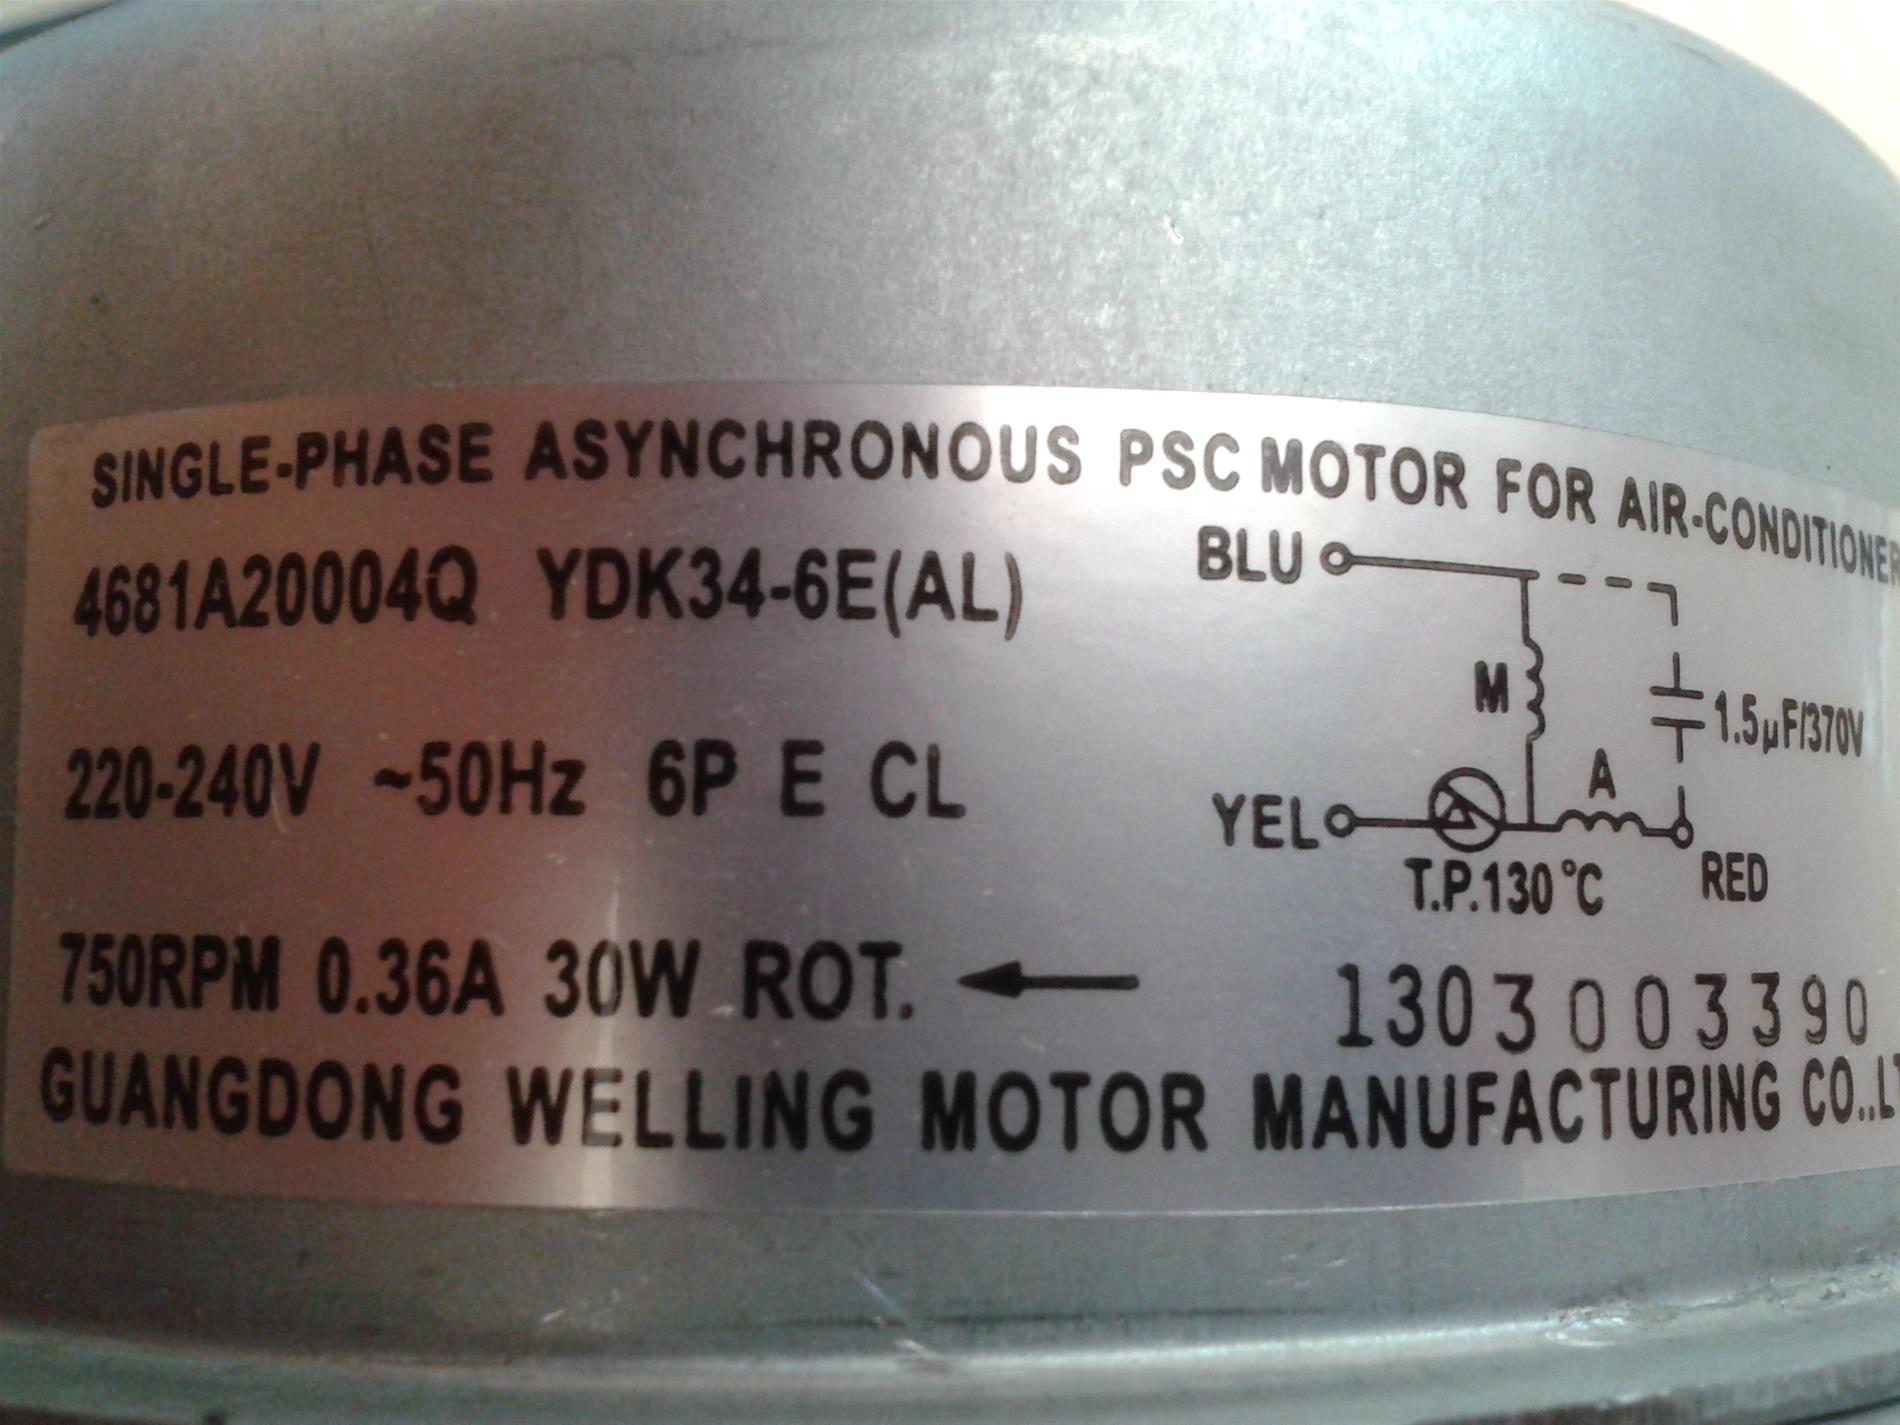 SINGLE-PHASE ASYNCHRONOUS PSC MOTOR FOR AIR-CONDITIONER
4681A20004Q YDK34-6E(AL)
BLU
M
1.5μF/370V
220-240V ~50Hz 6P E CL
A
YEL
T.P.130°C
RED
750RPM 0.36A 30W ROT. ←
1303003390
GUANGDONG WELLING MOTOR MANUFACTURING CO.,LT